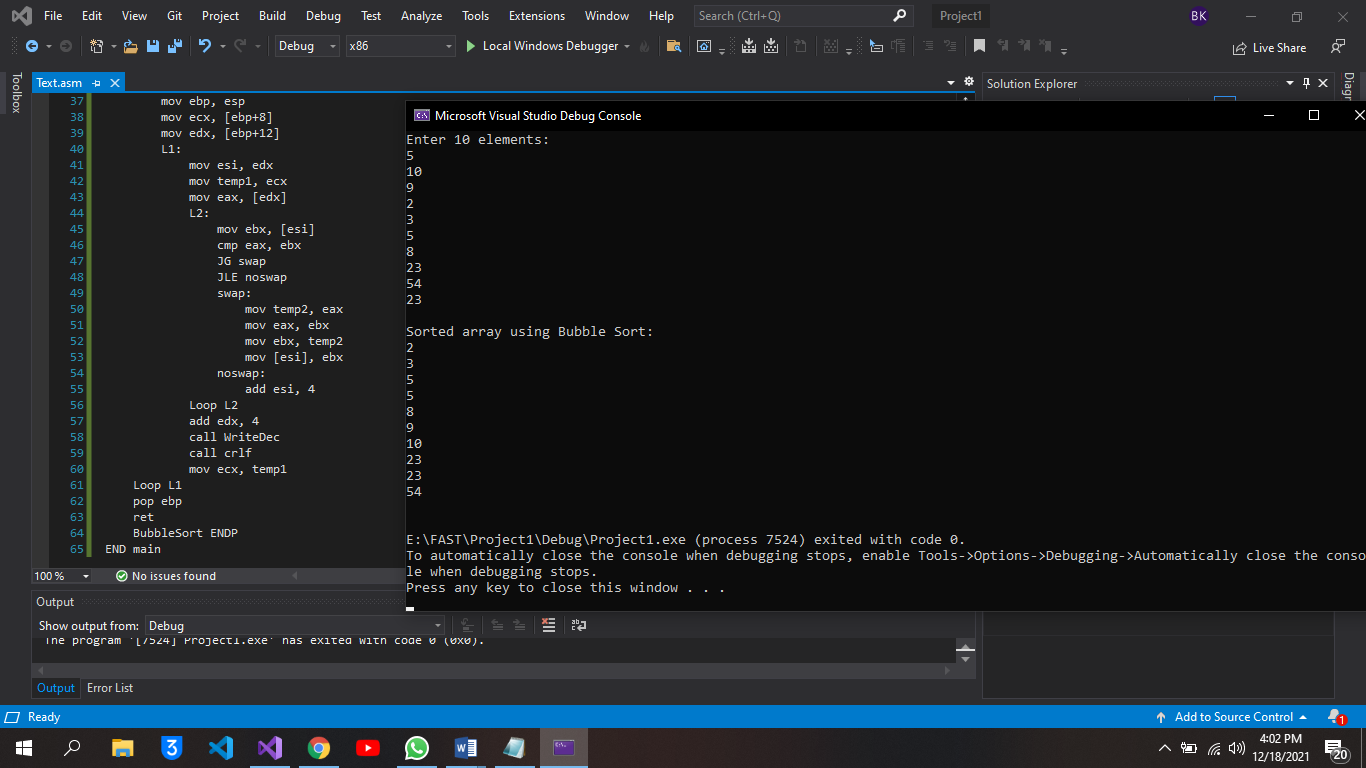 File Edit View Git Project Build Debug Test Analyze Tools Extensions Window Help Search (Ctrl+Q) Project1 BK
Debug x86 Local Windows Debugger Live Share
Toolbox
Text.asm
Solution Explorer
37 mov ebp, esp
38 mov ecx, [ebp+8]
39 mov edx, [ebp+12]
40 L1:
41 mov esi, edx
42 mov temp1, ecx
43 mov eax, [edx]
44 L2:
45 mov ebx, [esi]
46 cmp eax, ebx
47 JG swap
48 JLE noswap
49 swap:
50 mov temp2, eax
51 mov eax, ebx
52 mov ebx, temp2
53 mov [esi], ebx
54 noswap:
55 add esi, 4
56 Loop L2
57 add edx, 4
58 call WriteDec
59 call crlf
60 mov ecx, temp1
61 Loop L1
62 pop ebp
63 ret
64 BubbleSort ENDP
65 END main
100 % No issues found
Microsoft Visual Studio Debug Console
Enter 10 elements:
5
10
9
2
3
5
8
23
54
23
Sorted array using Bubble Sort:
2
3
5
5
8
9
10
23
23
54
E:\FAST\Project1\Debug\Project1.exe (process 7524) exited with code 0.
To automatically close the console when debugging stops, enable Tools->Options->Debugging->Automatically close the conso
le when debugging stops.
Press any key to close this window . . .
Output
Show output from: Debug
The program '[7524] Project1.exe' has exited with code 0 (0x0).
Output Error List
Ready Add to Source Control 1
4:02 PM
12/18/2021
20